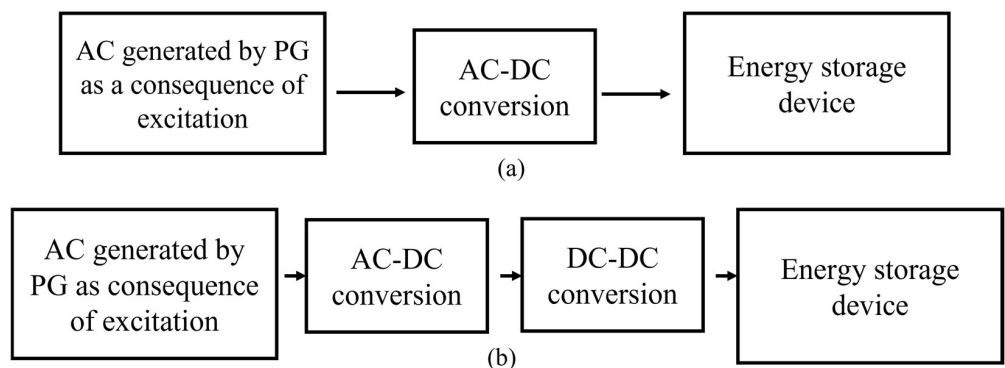 AC generated by PG
as a consequence of
excitation
AC-DC
conversion
Energy storage
device
(a)
AC generated by
PG as consequence
of excitation
AC-DC
conversion
DC-DC
conversion
Energy storage
device
(b)